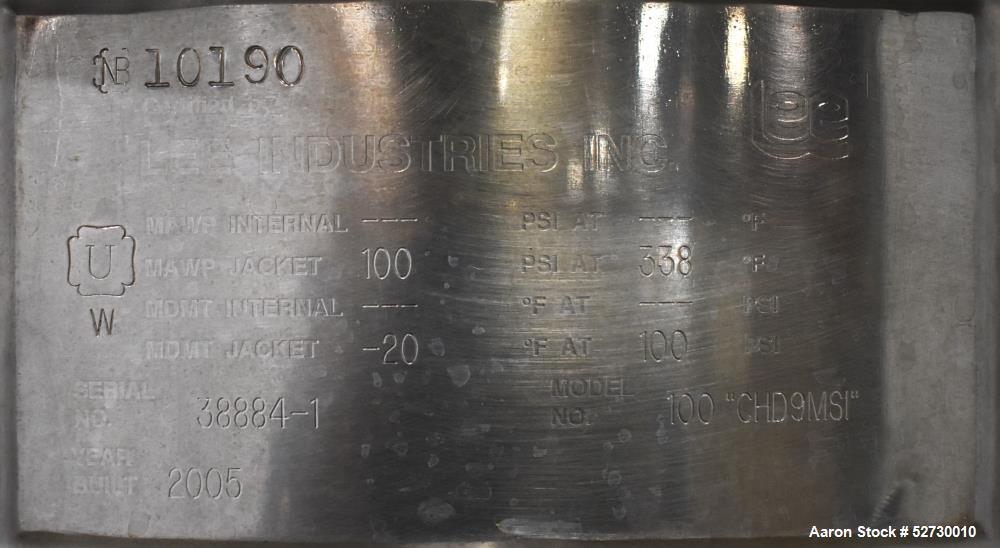 NB 10190
Certified by
LEE INDUSTRIES INC.
Lee
MAWP INTERNAL --- PSI AT --- °F
U
MAWP JACKET 100 PSI AT 338 °F
MDMT INTERNAL --- °F AT --- PSI
W
MDMT JACKET -20 °F AT 100 PSI
SERIAL NO. 38884-1
MODEL NO. 100 "CHD9MSI"
YEAR BUILT 2005
Aaron Stock # 52730010